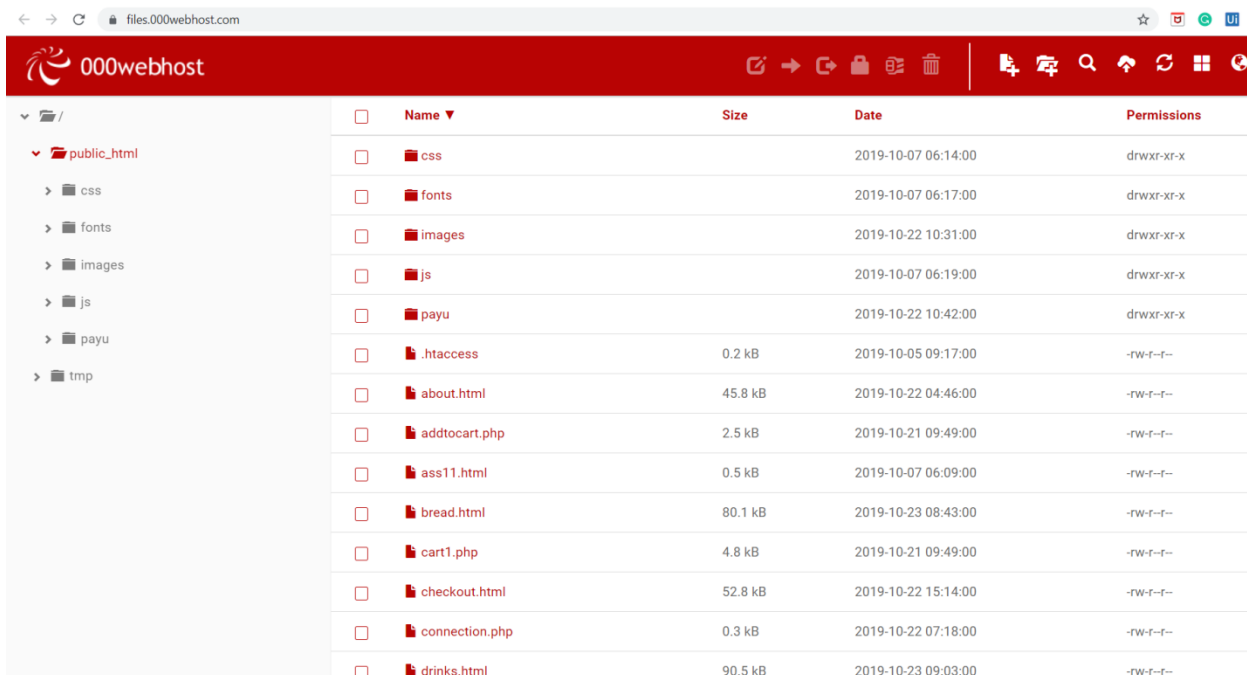 files.000webhost.com
Ui
000webhost
/
public_html
css
fonts
images
js
payu
tmp
Name ▼ Size Date Permissions
css 2019-10-07 06:14:00 drwxr-xr-x
fonts 2019-10-07 06:17:00 drwxr-xr-x
images 2019-10-22 10:31:00 drwxr-xr-x
js 2019-10-07 06:19:00 drwxr-xr-x
payu 2019-10-22 10:42:00 drwxr-xr-x
.htaccess 0.2 kB 2019-10-05 09:17:00 -rw-r--r--
about.html 45.8 kB 2019-10-22 04:46:00 -rw-r--r--
addtocart.php 2.5 kB 2019-10-21 09:49:00 -rw-r--r--
ass11.html 0.5 kB 2019-10-07 06:09:00 -rw-r--r--
bread.html 80.1 kB 2019-10-23 08:43:00 -rw-r--r--
cart1.php 4.8 kB 2019-10-21 09:49:00 -rw-r--r--
checkout.html 52.8 kB 2019-10-22 15:14:00 -rw-r--r--
connection.php 0.3 kB 2019-10-22 07:18:00 -rw-r--r--
drinks.html 90.5 kB 2019-10-23 09:03:00 -rw-r--r--